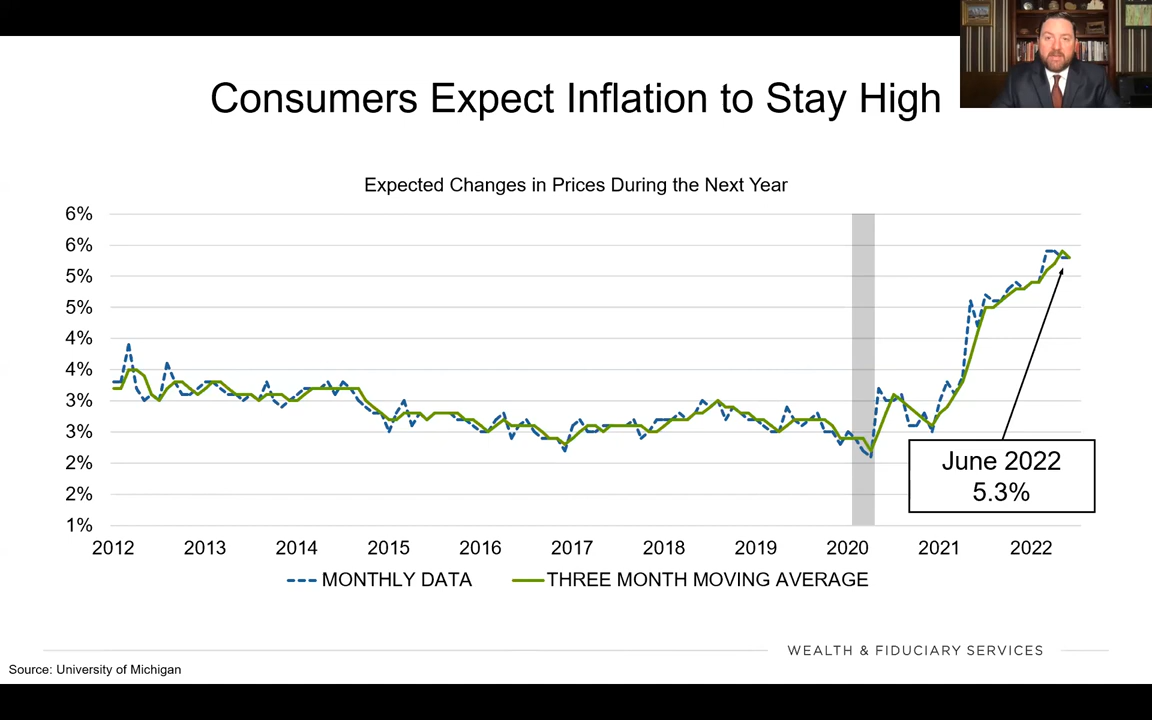 Consumers Expect Inflation to Stay High
Expected Changes in Prices During the Next Year
6%
6%
5%
5%
4%
4%
3%
3%
2%
2%
1%
2012 2013 2014 2015 2016 2017 2018 2019 2020 2021 2022
June 2022
5.3%
MONTHLY DATA THREE MONTH MOVING AVERAGE
WEALTH & FIDUCIARY SERVICES
Source: University of Michigan